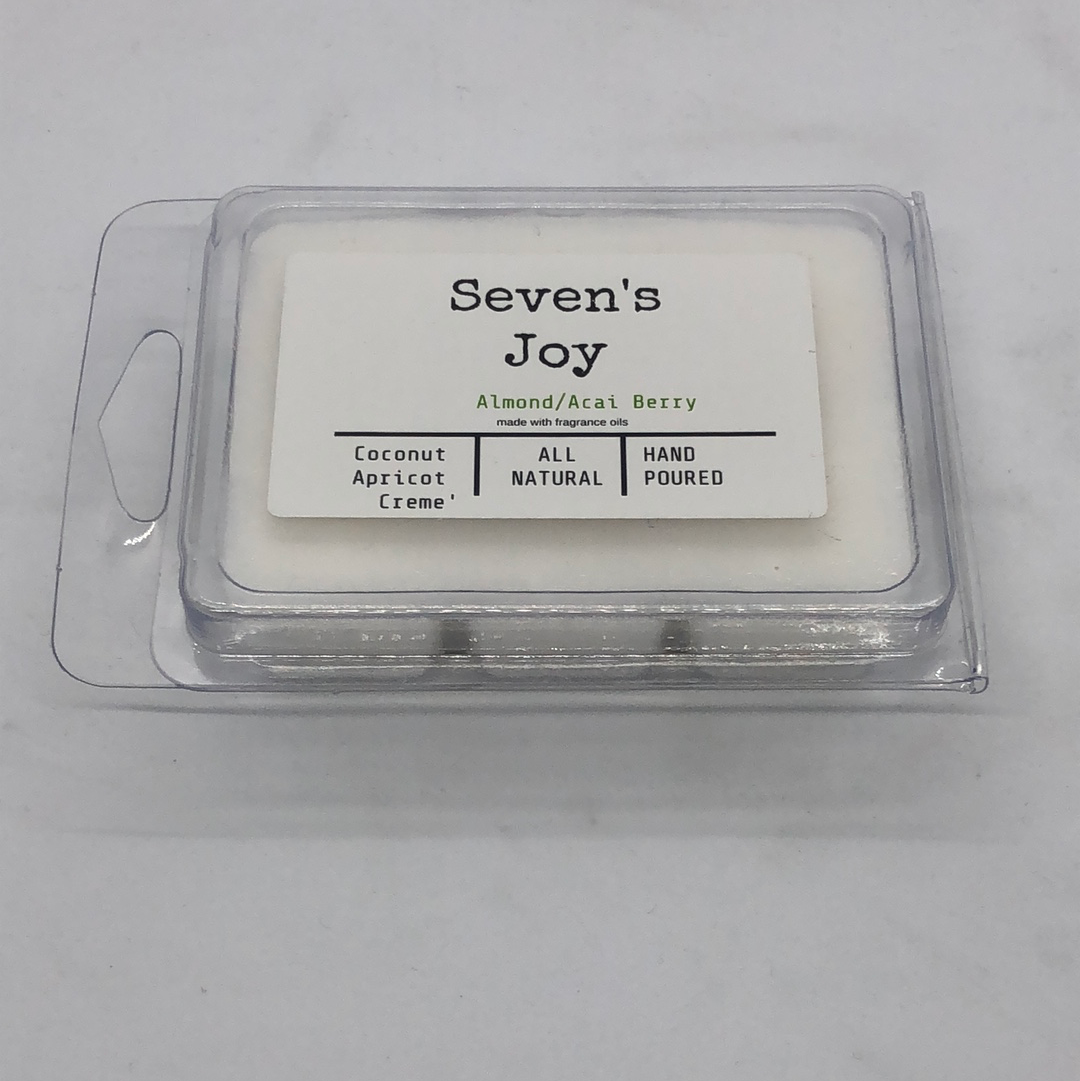 Seven's
Joy
Almond/Acai Berry
made with fragrance oils
Coconut
Apricot
Creme'
ALL
NATURAL
HAND
POURED